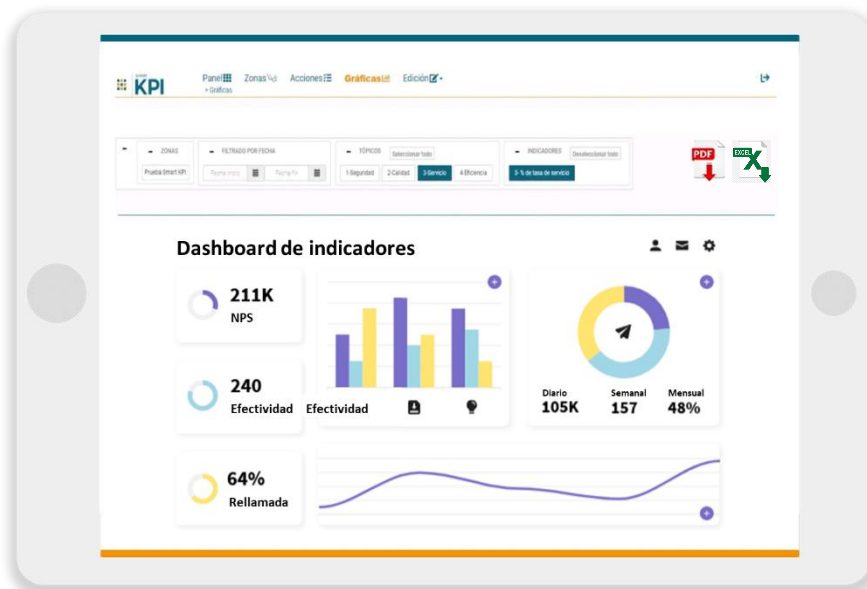 SMART
KPI
Panel Zonas Acciones Gráficas Edición
> Gráficas
ZONAS
Prueba Smart KPI
FILTRADO POR FECHA
Fecha Inicio Fecha fin
TÓPICOS Seleccionar todo
1-Seguridad 2-Calidad 3-Servicio 4-Eficiencia
INDICADORES Deseleccionar todo
3- % de tasa de servicio
PDF
EXCEL X
Dashboard de indicadores
211K
NPS
240
Efectividad
64%
Rellamada
Efectividad
Diario Semanal Mensual
105K 157 48%